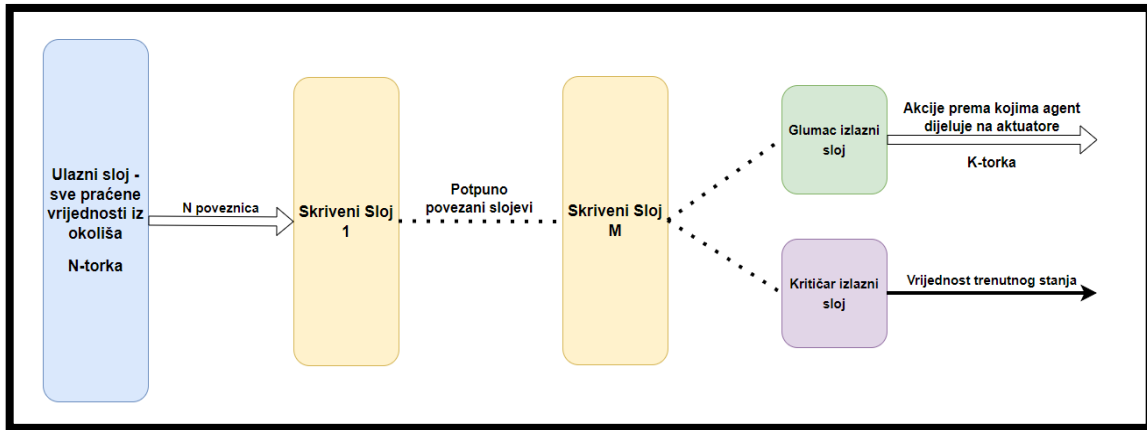 Ulazni sloj -
sve praćene
vrijednosti iz
okoliša
N-torka
N poveznica
Skriveni Sloj
1
Potpuno
povezani slojevi
Skriveni Sloj
M
Glumac izlazni
sloj
Akcije prema kojima agent
dijeluje na aktuatore
K-torka
Kritičar izlazni
sloj
Vrijednost trenutnog stanja